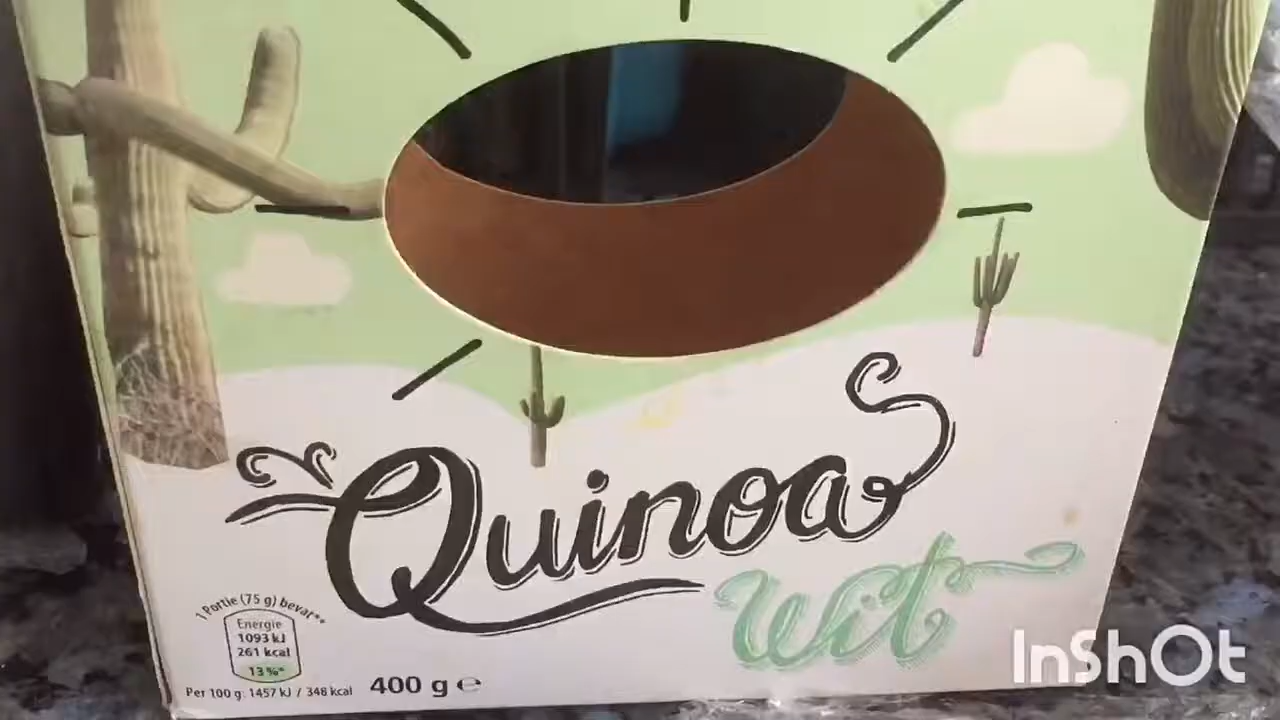 Quinoa
Wit
1 Portie (75 g) bevat**
Energie
1093 kJ
261 kcal
13%*
Per 100 g: 1457 kJ / 348 kcal
400 g ℮
InShOt